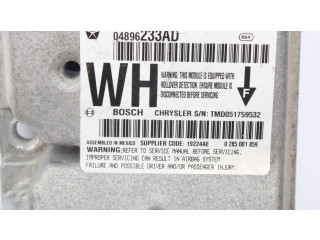 04896233AD
864
WH
WARNING: THIS MODULE IS EQUIPPED WITH
ROLLOVER DETECTION. ENSURE BATTERY IS
DISCONNECTED BEFORE SERVICING
F
BOSCH CHRYSLER S/N: TMD051759532
ASSEMBLED IN MEXICO SUPPLIER CODE: 19224AE 0 285 001 859
WARNING:-REFER TO SERVICE MANUAL BEFORE SERVICING.
IMPROPER SERVICING CAN RESULT IN AIRBAG SYSTEM
FAILURE AND POSSIBLE DRIVER AND/OR PASSENGER INJURY.